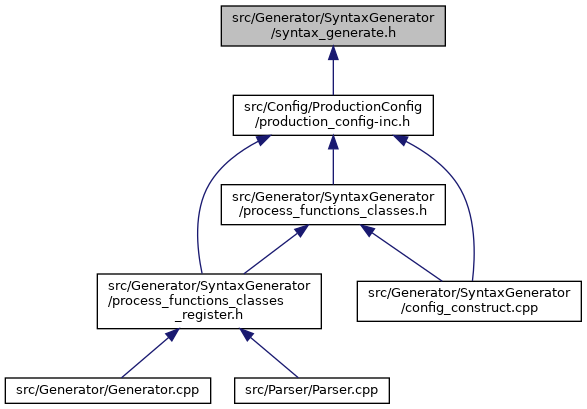 src/Generator/SyntaxGenerator
/syntax_generate.h
src/Config/ProductionConfig
/production_config-inc.h
src/Generator/SyntaxGenerator
/process_functions_classes.h
src/Generator/SyntaxGenerator
/process_functions_classes
_register.h
src/Generator/SyntaxGenerator
/config_construct.cpp
src/Generator/Generator.cpp
src/Parser/Parser.cpp